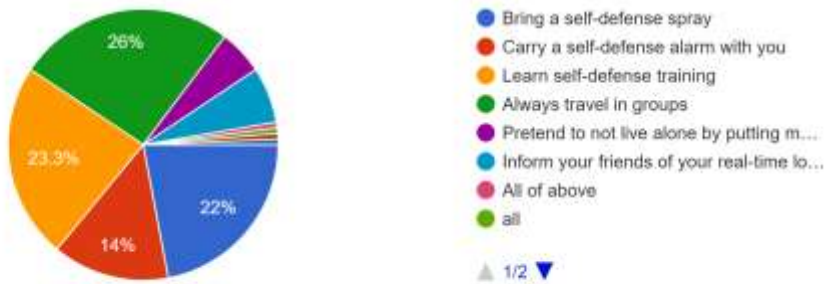 26%
23.3%
14%
22%
Bring a self-defense spray
Carry a self-defense alarm with you
Learn self-defense training
Always travel in groups
Pretend to not live alone by putting m...
Inform your friends of your real-time lo...
All of above
all
1/2